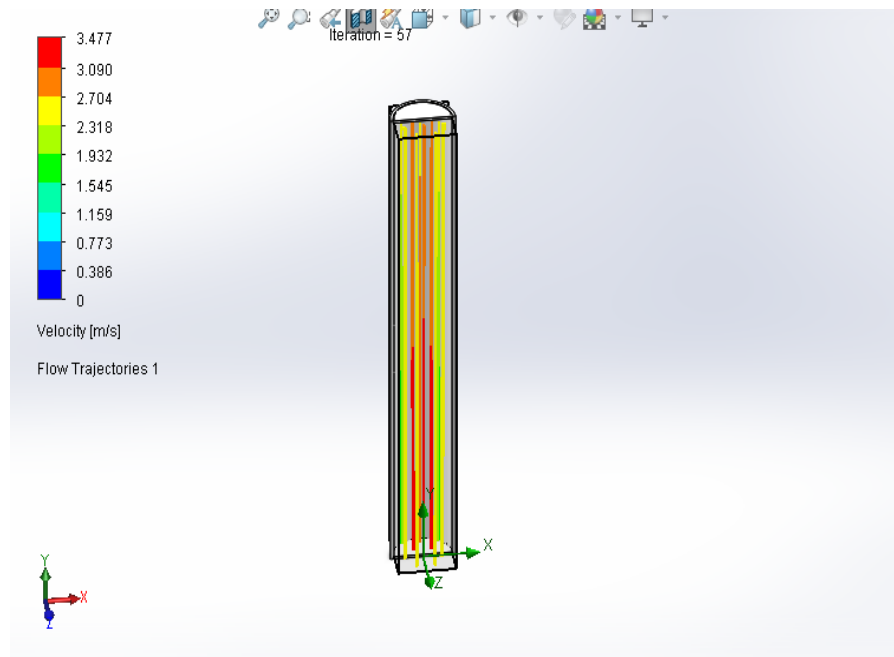 Iteration = 57
3.477
3.090
2.704
2.318
1.932
1.545
1.159
0.773
0.386
0
Velocity [m/s]
Flow Trajectories 1
Y
X
Z
Y
X
Z